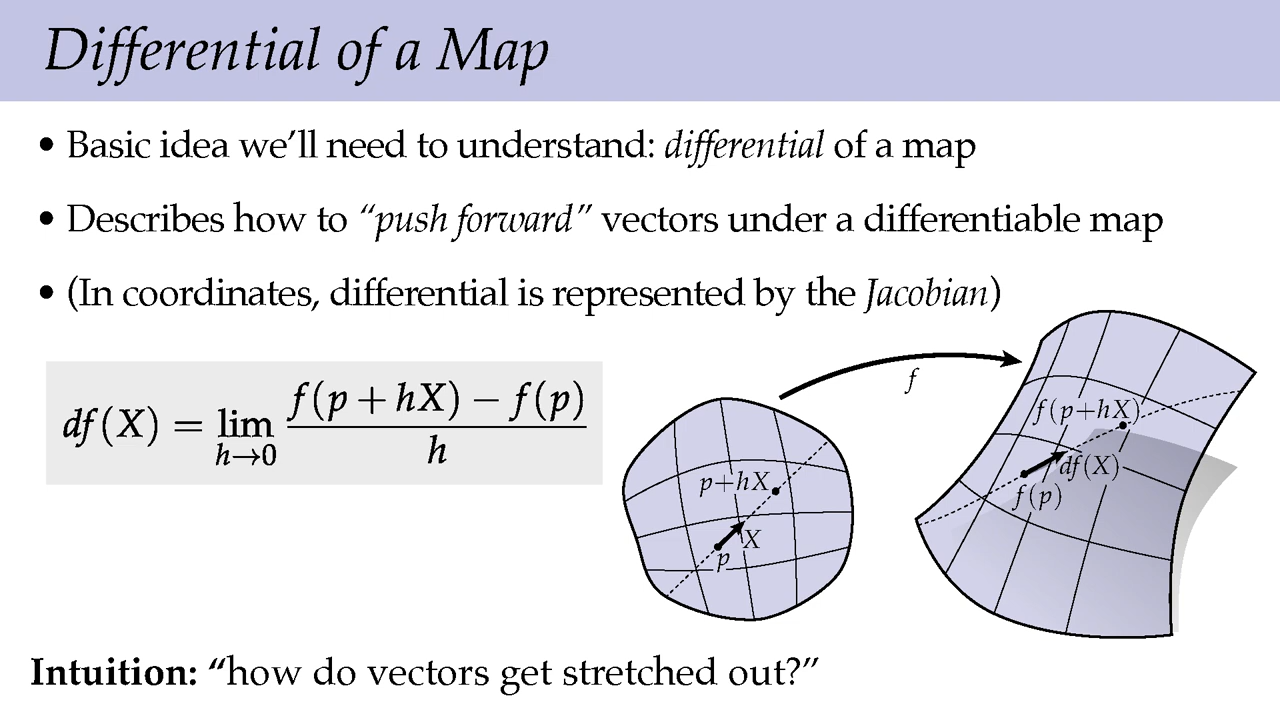 Differential of a Map
• Basic idea we’ll need to understand: differential of a map
• Describes how to “push forward” vectors under a differentiable map
• (In coordinates, differential is represented by the Jacobian)
df(X) = lim h→0 f(p + hX) − f(p) / h
f
p+hX
X
p
f(p+hX)
df(X)
f(p)
Intuition: “how do vectors get stretched out?”